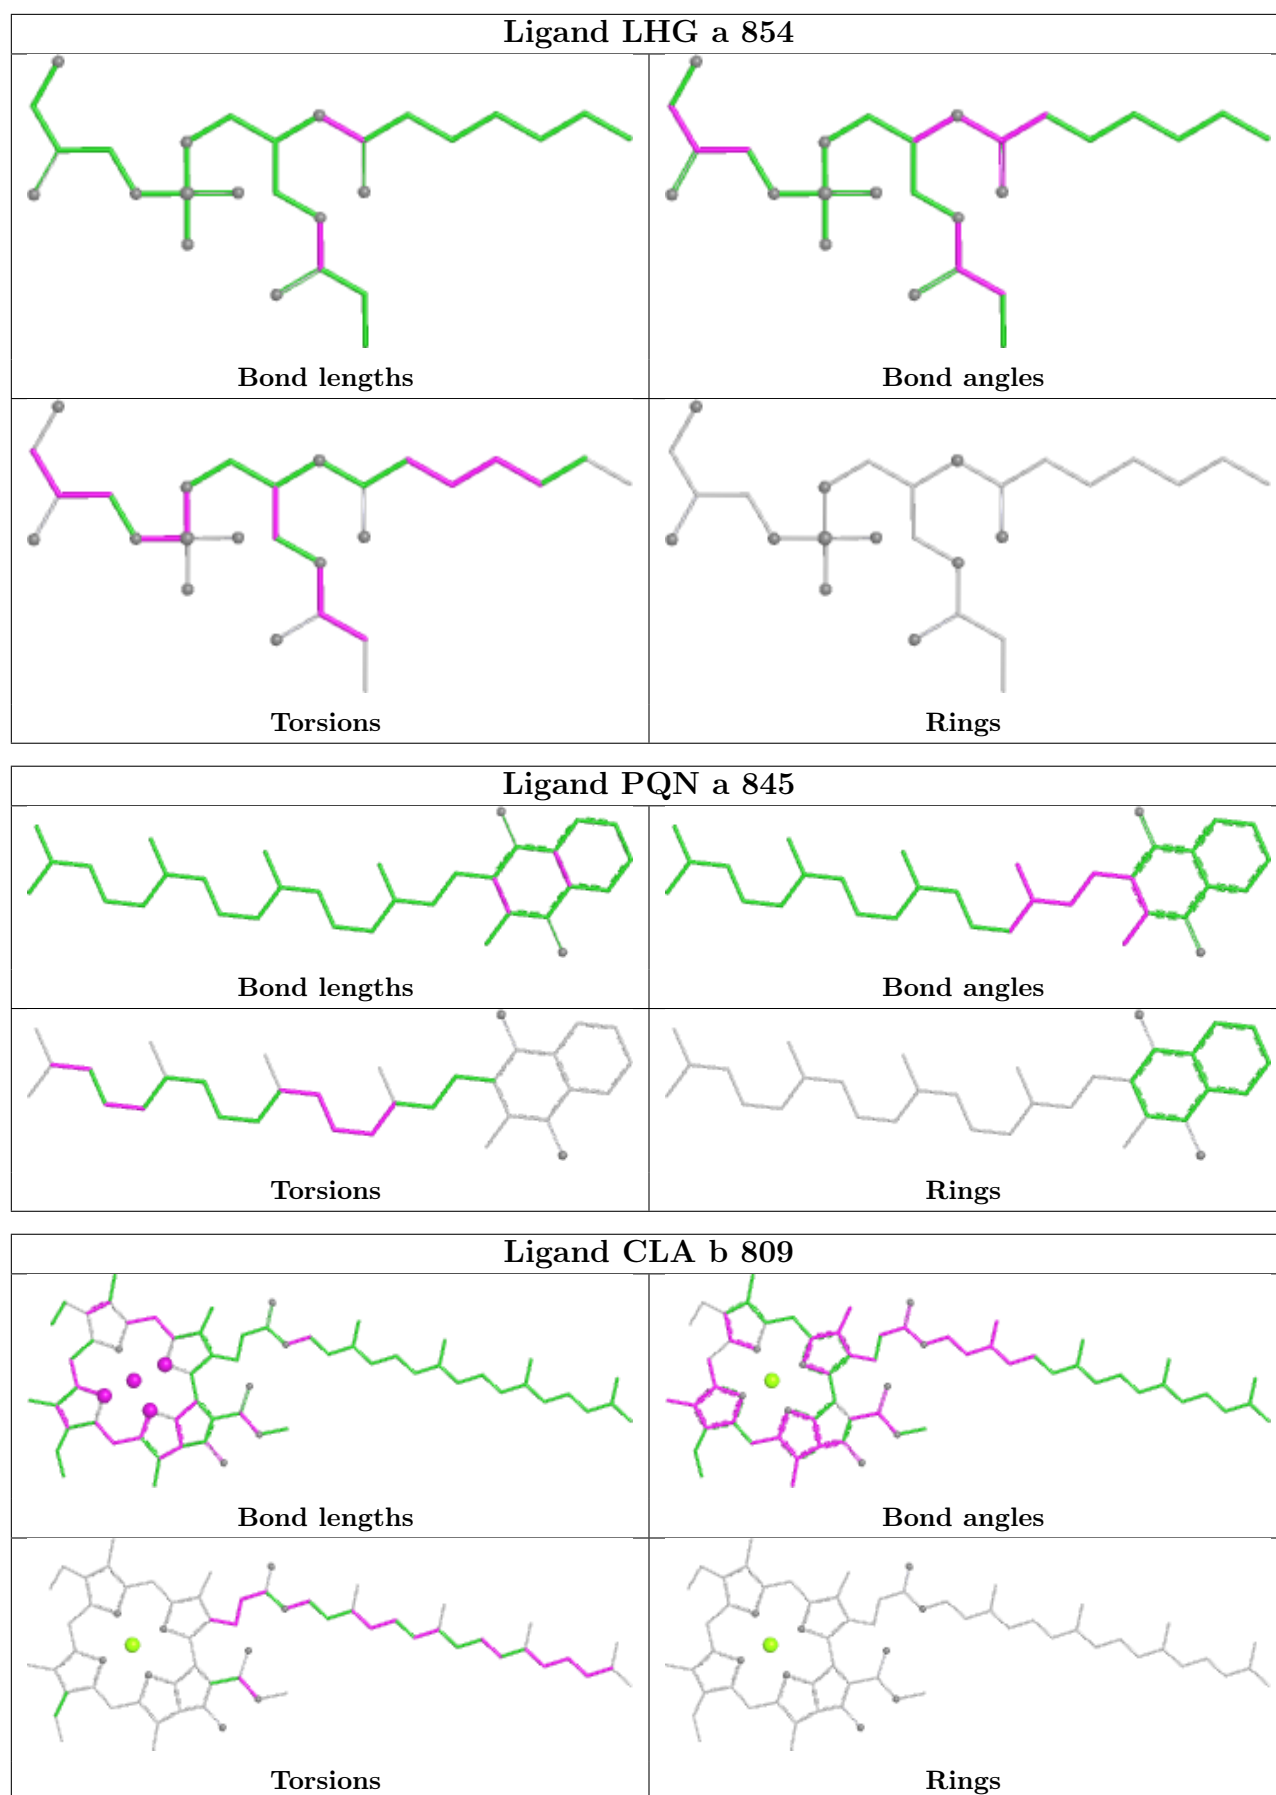 Ligand LHG a 854
Bond lengths
Bond angles
Torsions
Rings
Ligand PQN a 845
Bond lengths
Bond angles
Torsions
Rings
Ligand CLA b 809
Bond lengths
Bond angles
Torsions
Rings